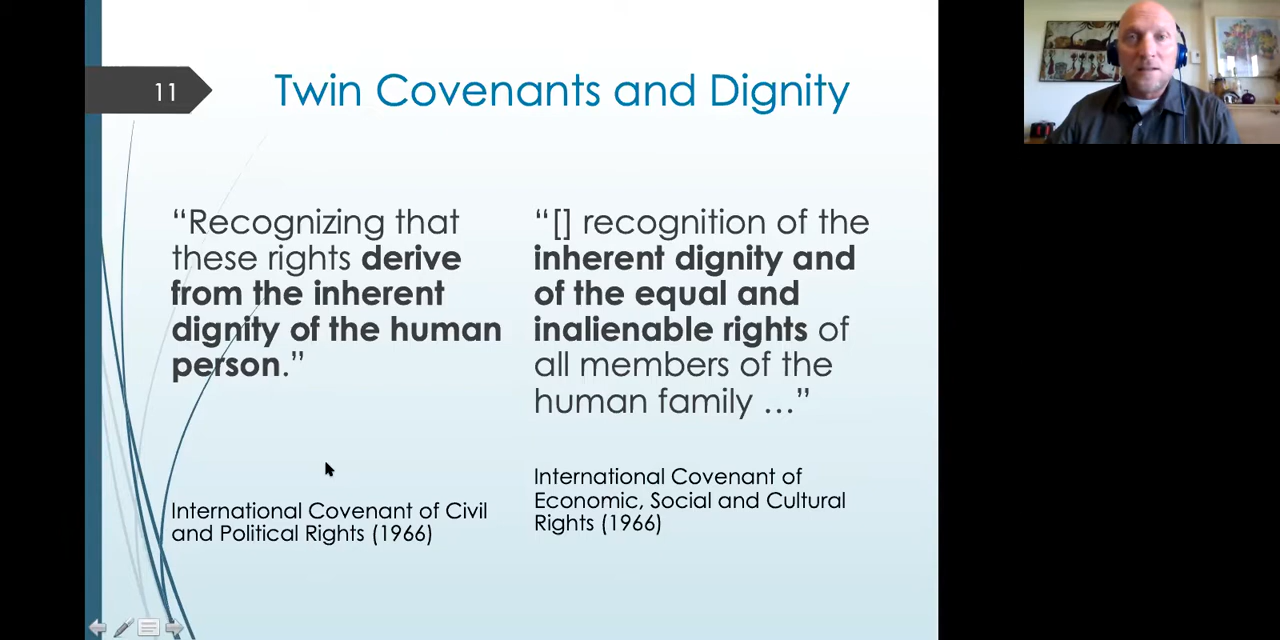 11
Twin Covenants and Dignity
“Recognizing that
these rights derive
from the inherent
dignity of the human
person.”
International Covenant of Civil
and Political Rights (1966)
“[] recognition of the
inherent dignity and
of the equal and
inalienable rights of
all members of the
human family …”
International Covenant of
Economic, Social and Cultural
Rights (1966)